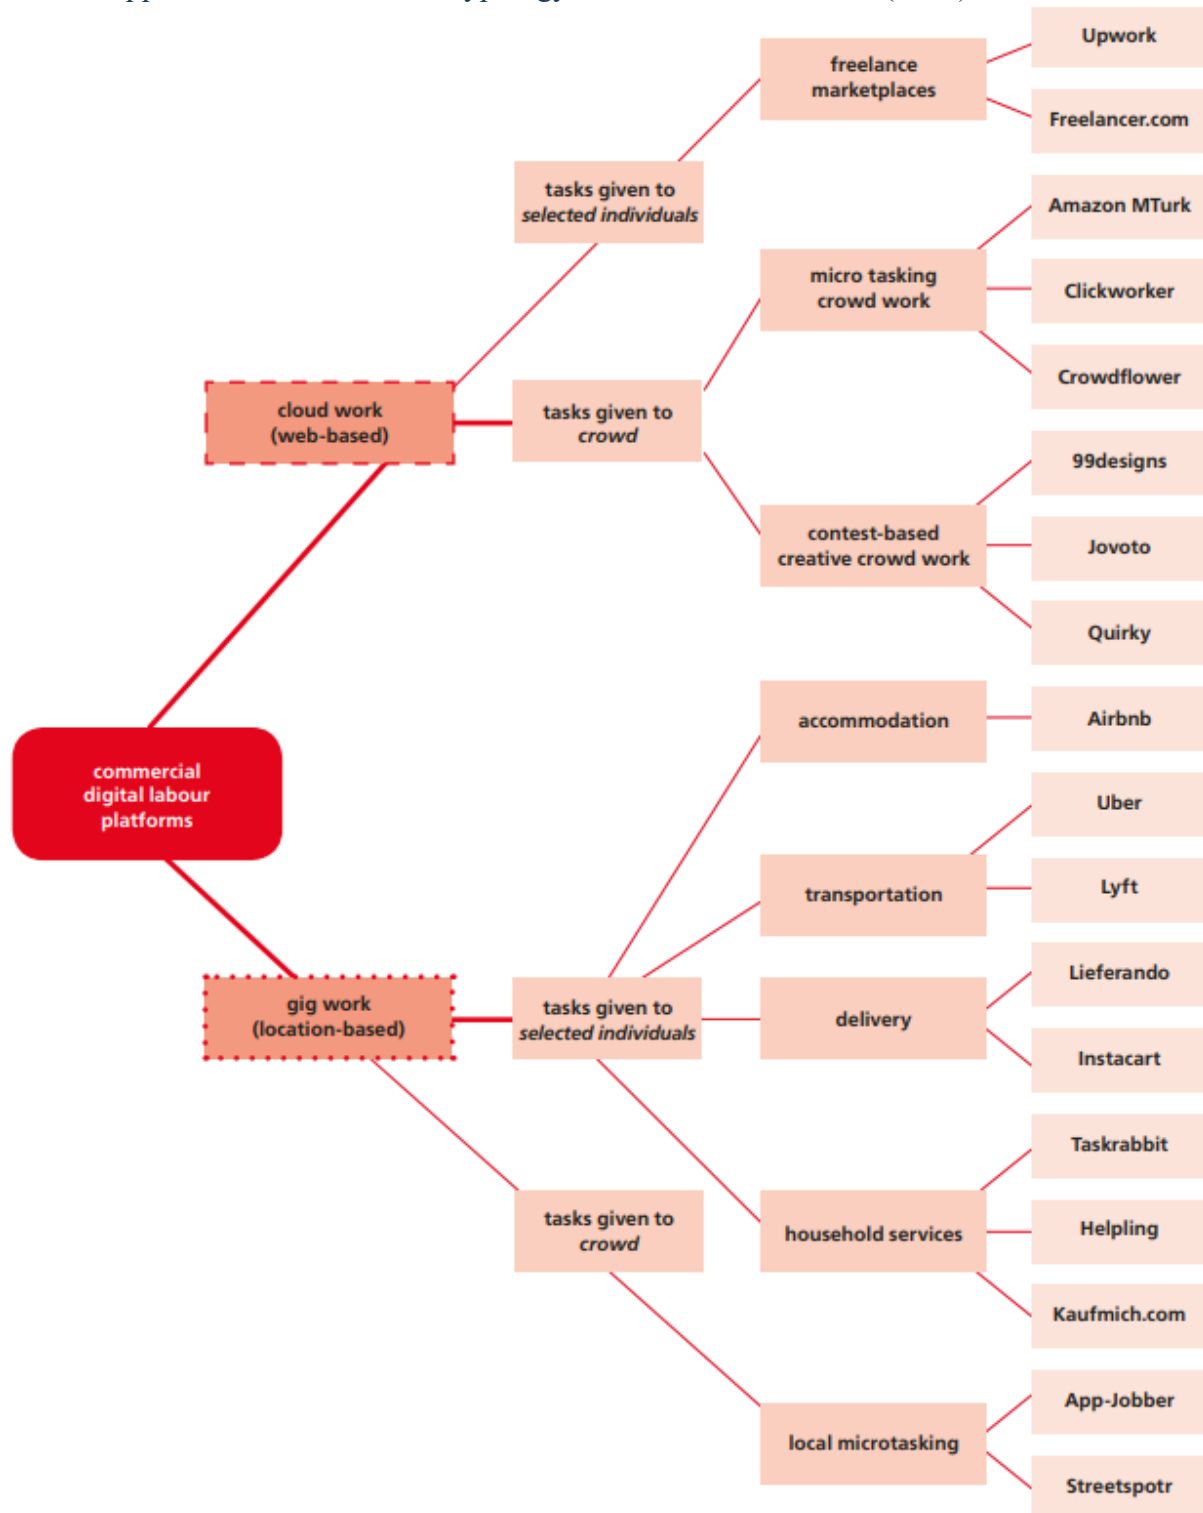 Upwork
freelance
marketplaces
Freelancer.com
tasks given to
selected individuals
Amazon MTurk
micro tasking
crowd work
Clickworker
Crowdflower
cloud work
(web-based)
tasks given to
crowd
99designs
contest-based
creative crowd work
Jovoto
Quirky
accommodation
Airbnb
commercial
digital labour
platforms
Uber
transportation
Lyft
Lieferando
gig work
(location-based)
tasks given to
selected individuals
delivery
Instacart
Taskrabbit
tasks given to
crowd
household services
Helpling
Kaufmich.com
App-Jobber
local microtasking
Streetspotr